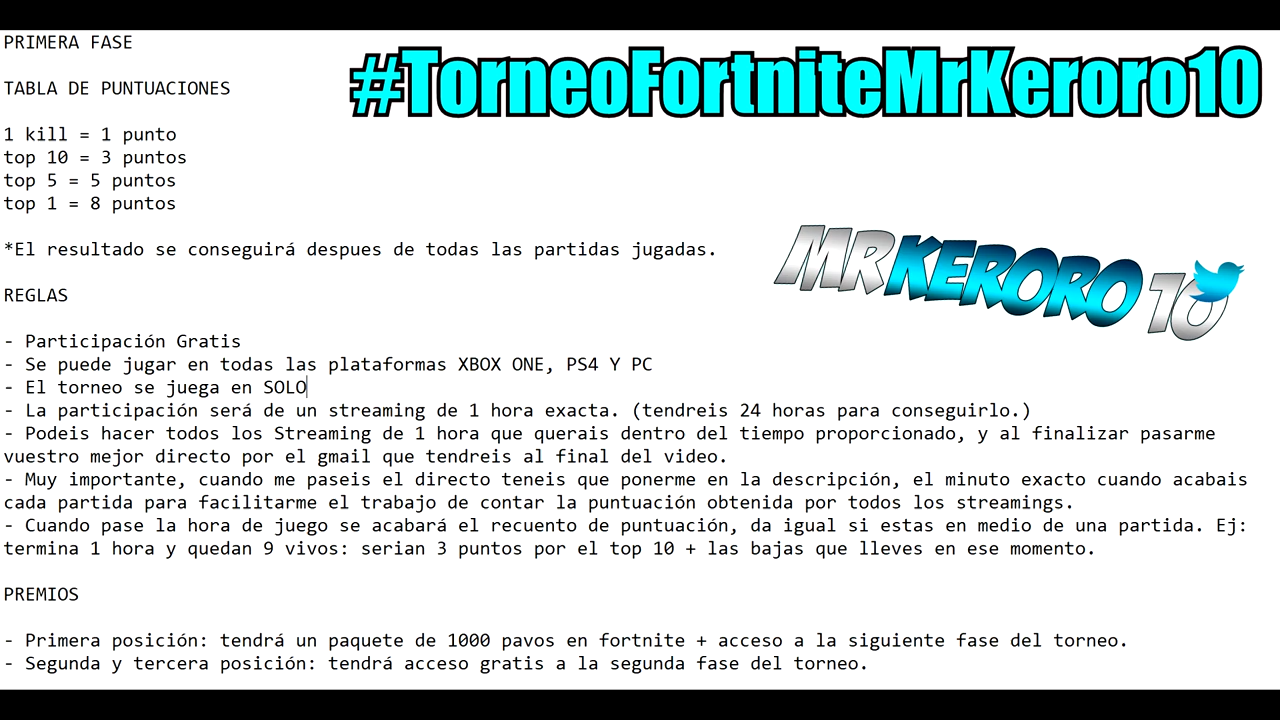 PRIMERA FASE
#TorneoFortniteMrKeroro10
TABLA DE PUNTUACIONES
1 kill = 1 punto
top 10 = 3 puntos
top 5 = 5 puntos
top 1 = 8 puntos
*El resultado se conseguirá despues de todas las partidas jugadas.
MRKERORO10
REGLAS
- Participación Gratis
- Se puede jugar en todas las plataformas XBOX ONE, PS4 Y PC
- El torneo se juega en SOLO
- La participación será de un streaming de 1 hora exacta. (tendreis 24 horas para conseguirlo.)
- Podeis hacer todos los Streaming de 1 hora que querais dentro del tiempo proporcionado, y al finalizar pasarme
vuestro mejor directo por el gmail que tendreis al final del video.
- Muy importante, cuando me paseis el directo teneis que ponerme en la descripción, el minuto exacto cuando acabais
cada partida para facilitarme el trabajo de contar la puntuación obtenida por todos los streamings.
- Cuando pase la hora de juego se acabará el recuento de puntuación, da igual si estas en medio de una partida. Ej:
termina 1 hora y quedan 9 vivos: serian 3 puntos por el top 10 + las bajas que lleves en ese momento.
PREMIOS
- Primera posición: tendrá un paquete de 1000 pavos en fortnite + acceso a la siguiente fase del torneo.
- Segunda y tercera posición: tendrá acceso gratis a la segunda fase del torneo.